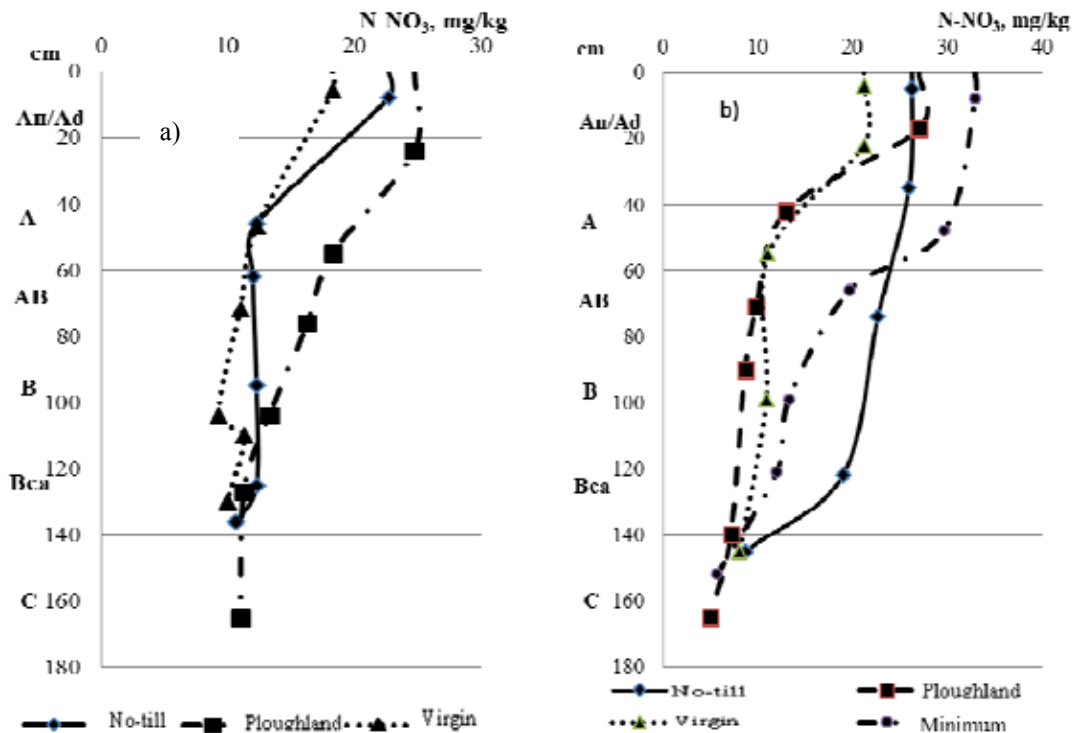 N NO3, mg/kg
0 10 20 30
cm
0
An/Ad
20
40
A
60
AB
80
B
100
120
Bca
140
C 160
180
a)
No-till Ploughland Virgin
N-NO3, mg/kg
0 10 20 30 40
cm
0
An/Ad
20
40
A
60
AB
80
B
100
120
Bca
140
C 160
180
b)
No-till Ploughland
Virgin Minimum